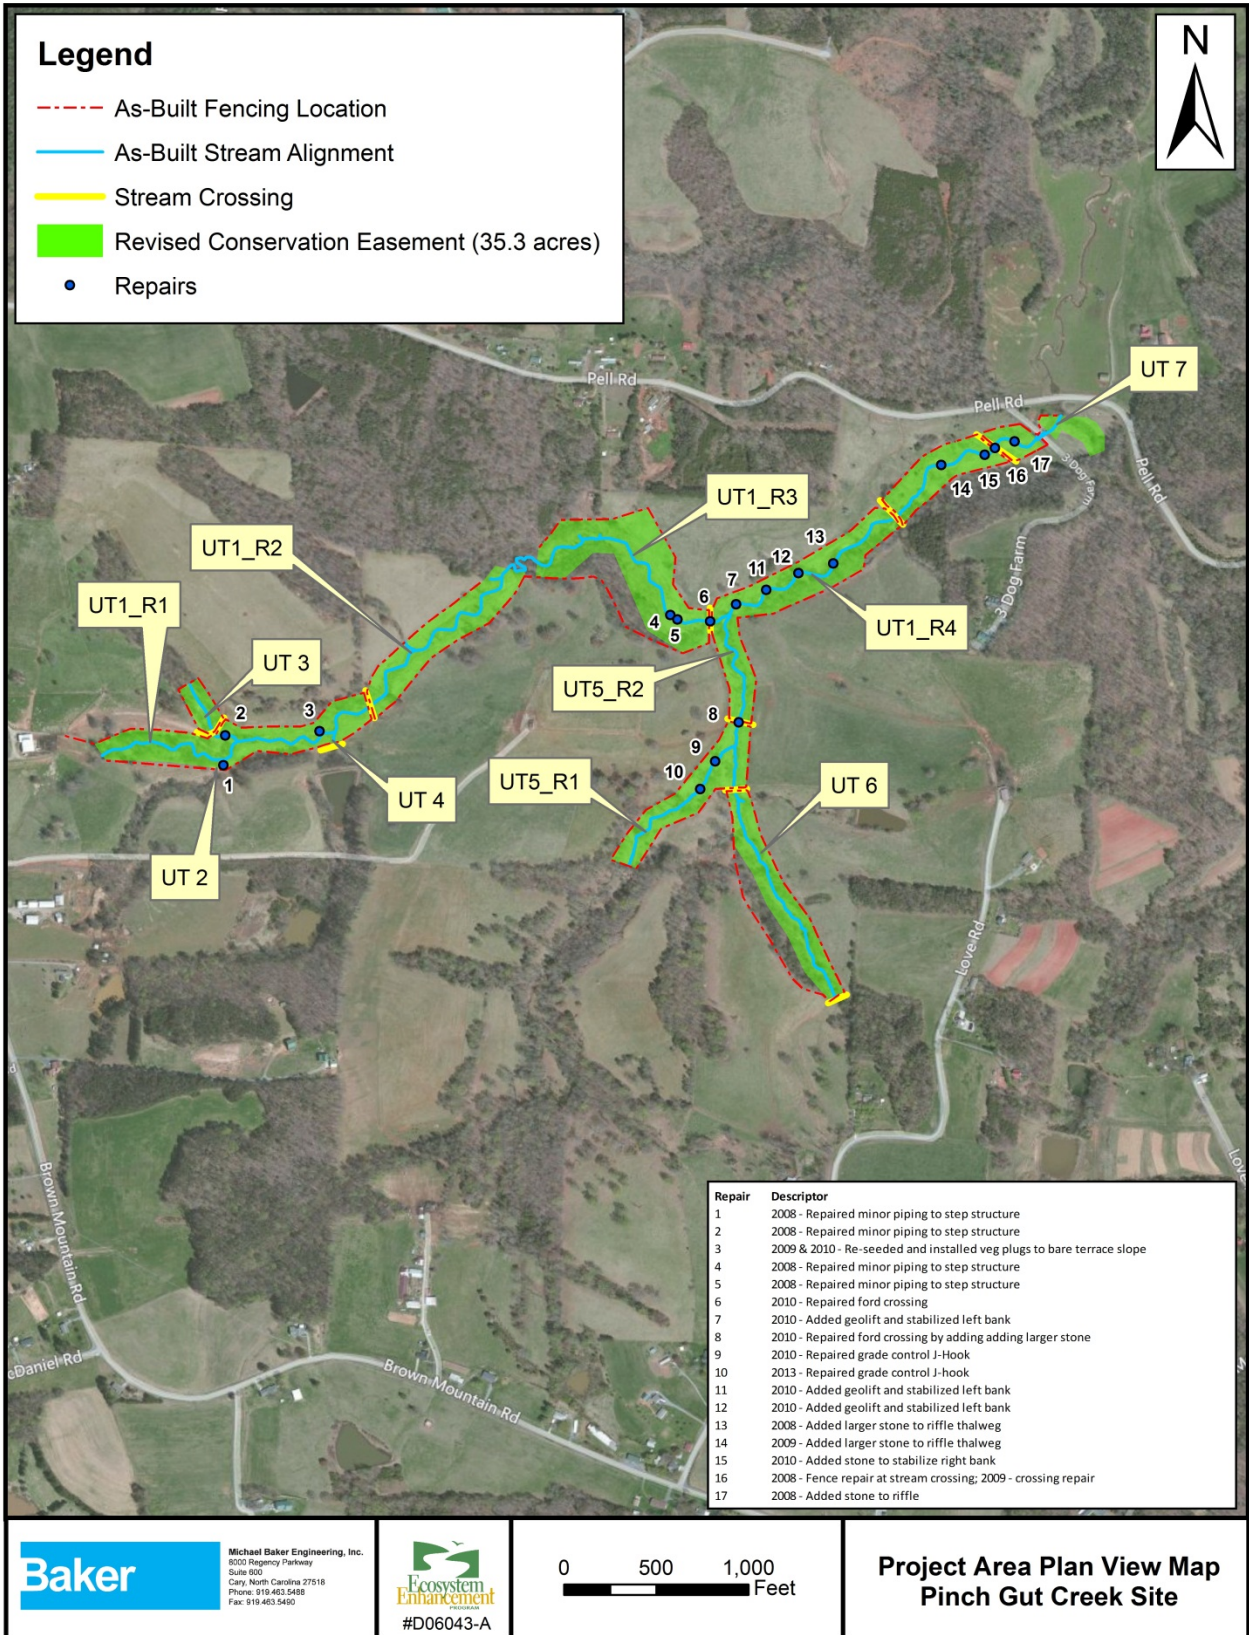 Legend
As-Built Fencing Location
As-Built Stream Alignment
Stream Crossing
Revised Conservation Easement (35.3 acres)
Repairs
N
Pell Rd
Pell Rd
Pell Rd
UT 7
3 Dog Farm
3 Dog Farm
17
16
15
14
13
12
11
7
6
4
5
UT1_R3
UT1_R2
UT1_R1
UT 3
UT1_R4
UT5_R2
2
3
8
9
10
1
UT 4
UT5_R1
UT 6
UT 2
Love Rd
Brown Mountain Rd
cDaniel Rd
Brown Mountain Rd
Repair Descriptor
1 2008 - Repaired minor piping to step structure
2 2008 - Repaired minor piping to step structure
3 2009 & 2010 - Re-seeded and installed veg plugs to bare terrace slope
4 2008 - Repaired minor piping to step structure
5 2008 - Repaired minor piping to step structure
6 2010 - Repaired ford crossing
7 2010 - Added geolift and stabilized left bank
8 2010 - Repaired ford crossing by adding adding larger stone
9 2010 - Repaired grade control J-Hook
10 2013 - Repaired grade control J-hook
11 2010 - Added geolift and stabilized left bank
12 2010 - Added geolift and stabilized left bank
13 2008 - Added larger stone to riffle thalweg
14 2009 - Added larger stone to riffle thalweg
15 2010 - Added stone to stabilize right bank
16 2008 - Fence repair at stream crossing; 2009 - crossing repair
17 2008 - Added stone to riffle
Baker
Michael Baker Engineering, Inc.
8000 Regency Parkway
Suite 600
Cary, North Carolina 27518
Phone: 919.463.5488
Fax: 919.463.5490
Ecosystem
Enhancement
PROGRAM
#D06043-A
0 500 1,000
Feet
Project Area Plan View Map
Pinch Gut Creek Site